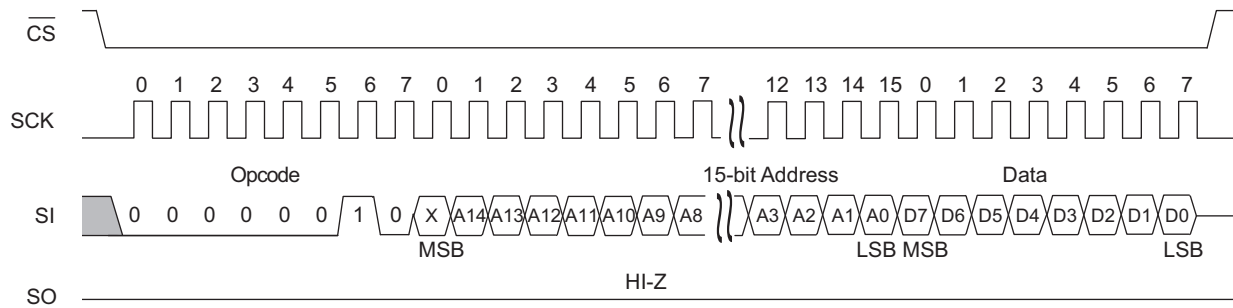 CS
0 1 2 3 4 5 6 7 0 1 2 3 4 5 6 7 12 13 14 15 0 1 2 3 4 5 6 7
SCK
Opcode 15-bit Address Data
SI 0 0 0 0 0 0 1 0 X A14 A13 A12 A11 A10 A9 A8 A3 A2 A1 A0 D7 D6 D5 D4 D3 D2 D1 D0
MSB LSB MSB LSB
HI-Z
SO